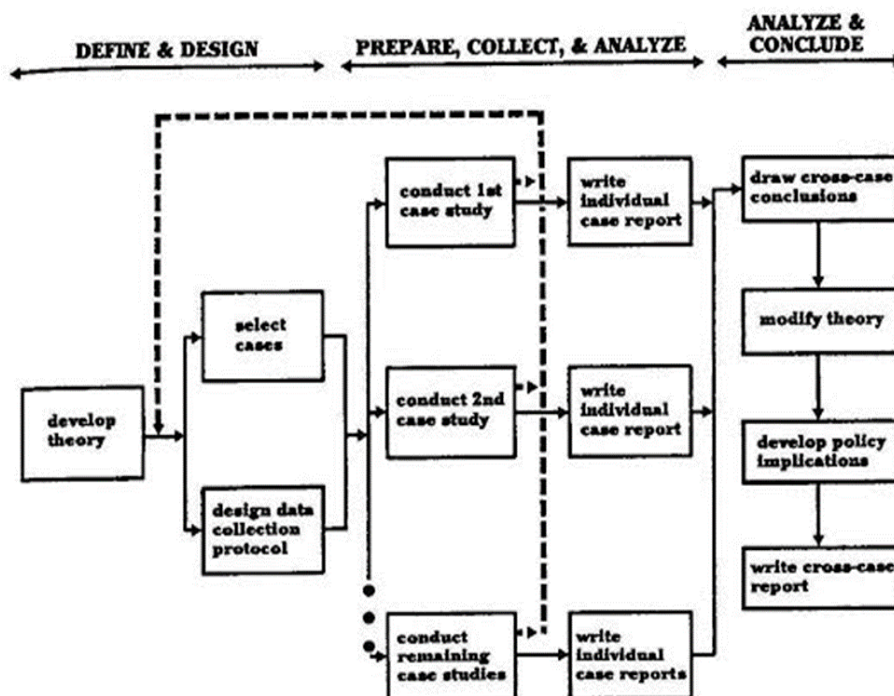 DEFINE & DESIGN
PREPARE, COLLECT, & ANALYZE
ANALYZE &
CONCLUDE
develop
theory
select
cases
design data
collection
protocol
conduct 1st
case study
write
individual
case report
conduct 2nd
case study
write
individual
case report
conduct
remaining
case studies
write
individual
case reports
draw cross-case
conclusions
modify theory
develop policy
implications
write cross-case
report